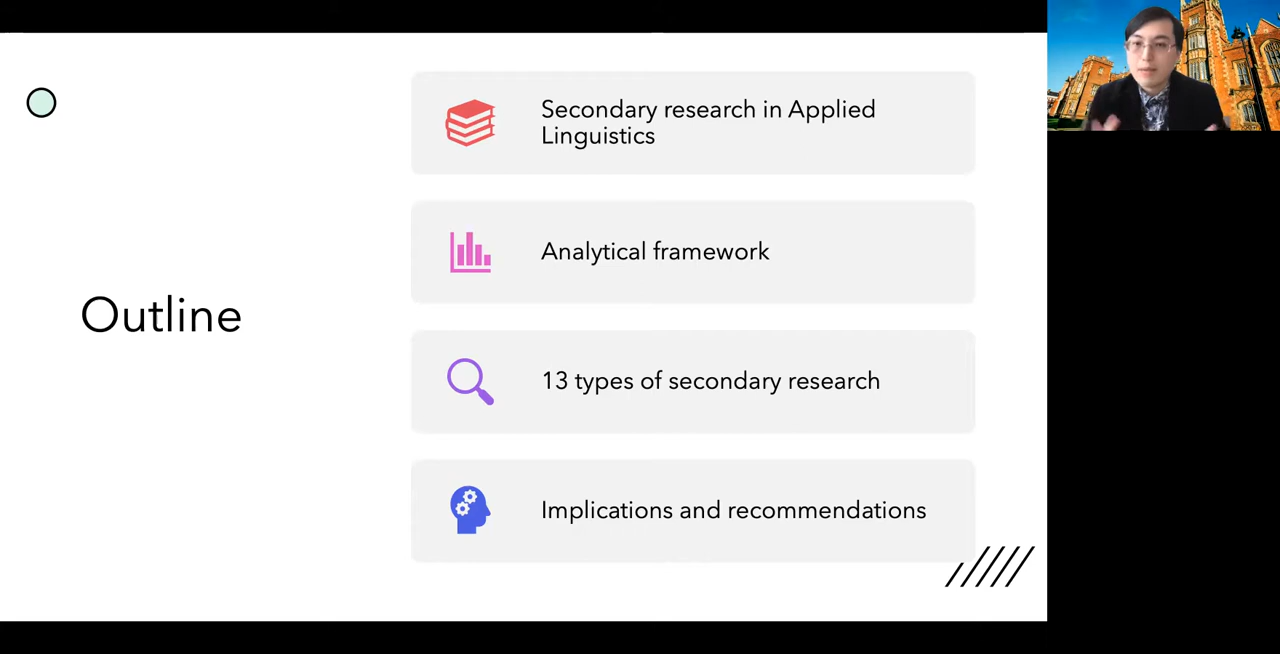 Outline
Secondary research in Applied
Linguistics
Analytical framework
13 types of secondary research
Implications and recommendations